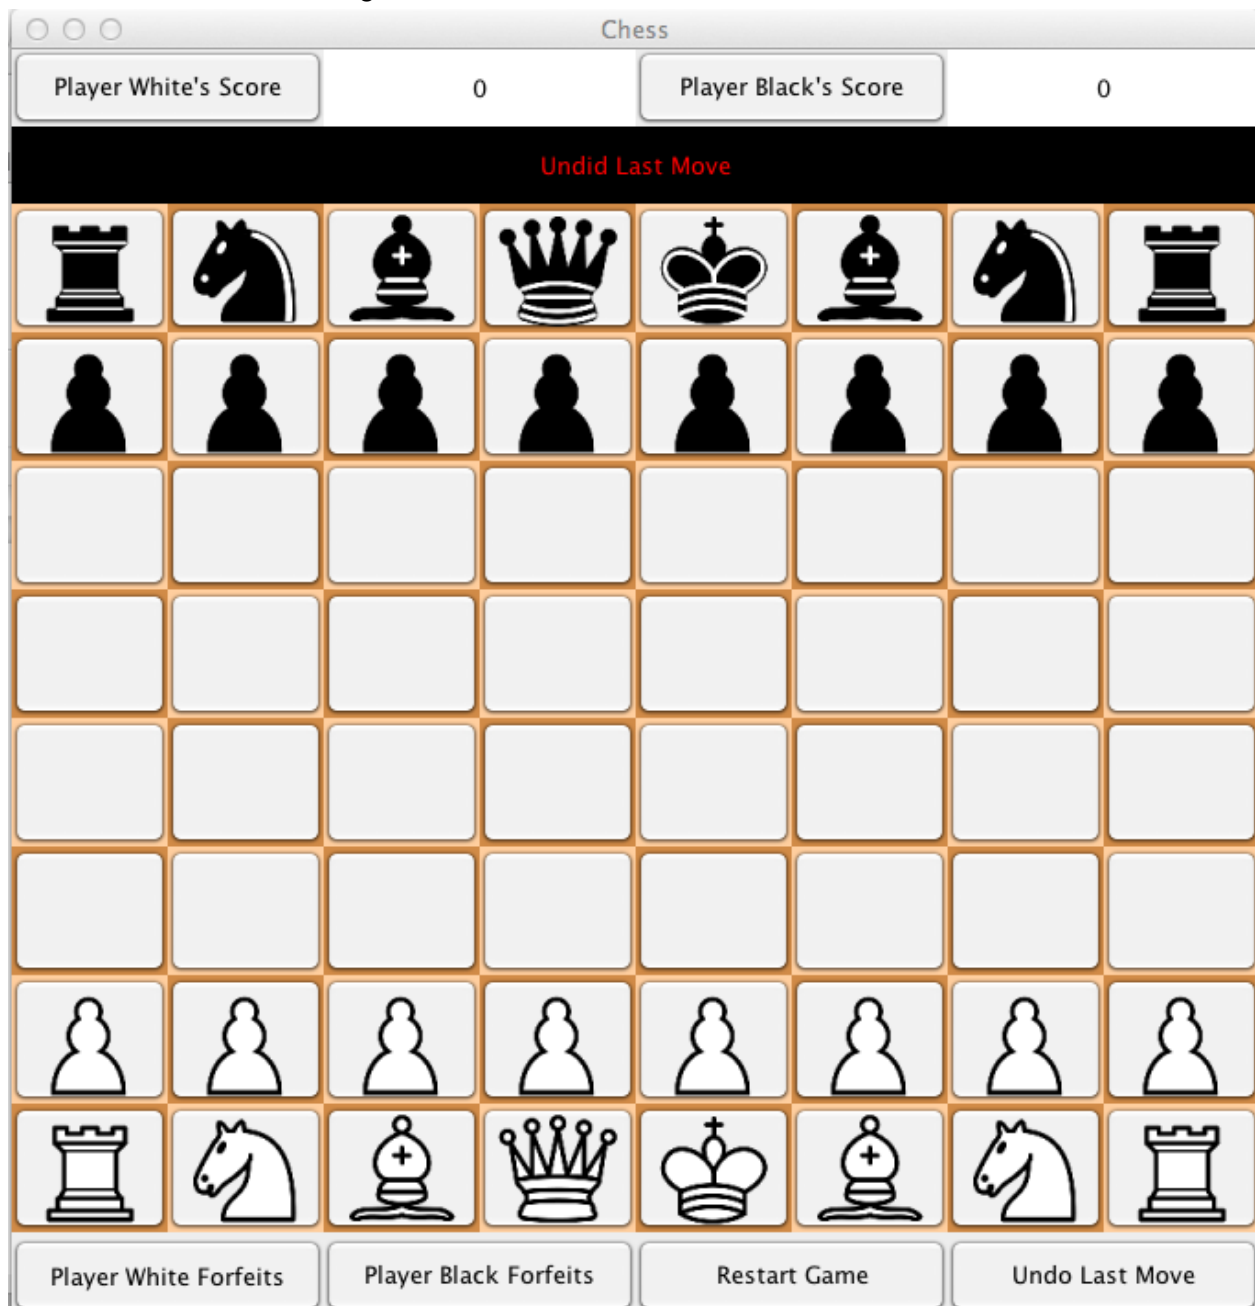 Chess
Player White's Score 0 Player Black's Score 0
Undid Last Move
Player White Forfeits Player Black Forfeits Restart Game Undo Last Move